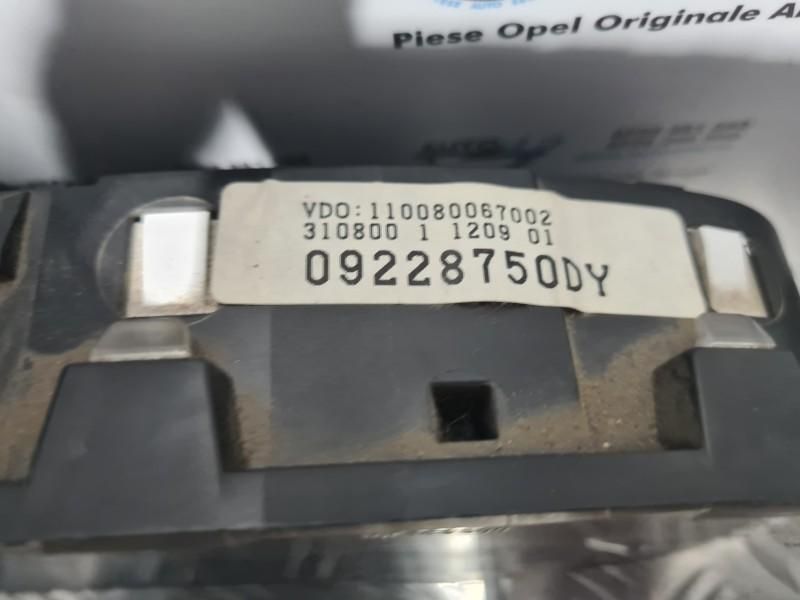 Piese Opel Originale
VDO:110080067002
310800 1 1209 01
09228750DY